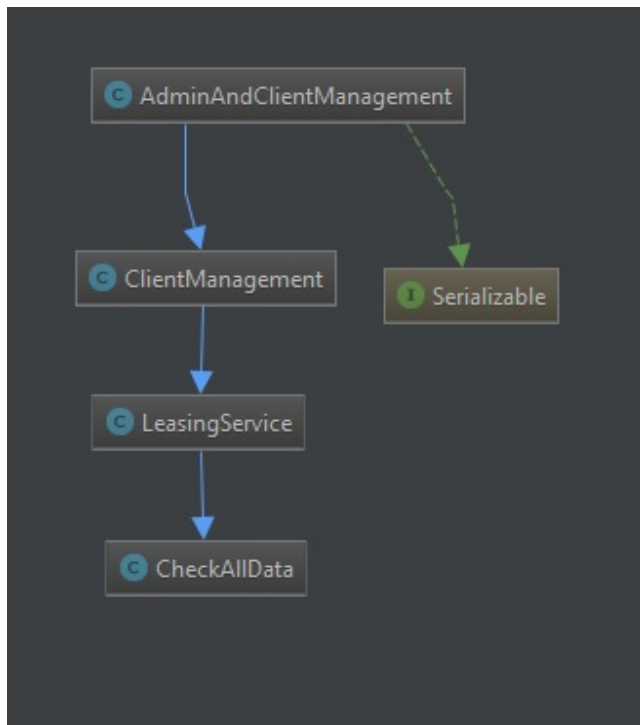 C AdminAndClientManagement
C ClientManagement
I Serializable
C LeasingService
C CheckAllData